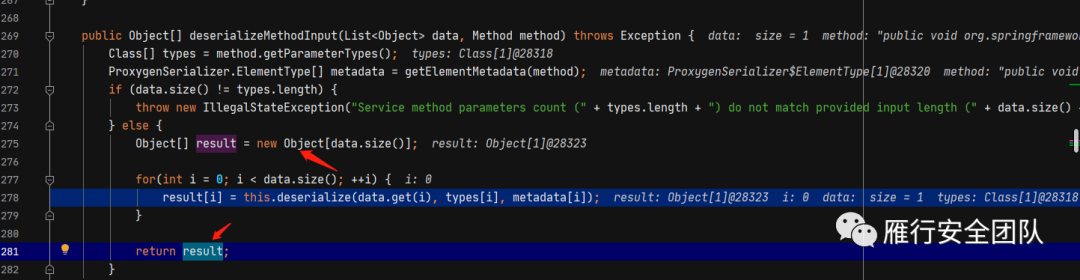 267 }
268
269 public Object[] deserializeMethodInput(List<Object> data, Method method) throws Exception { data: size = 1 method: "public void org.springframewor
270 Class[] types = method.getParameterTypes(); types: Class[1]@28318
271 ProxygenSerializer.ElementType[] metadata = getElementMetadata(method); metadata: ProxygenSerializer$ElementType[1]@28320 method: "public void
272 if (data.size() != types.length) {
273 throw new IllegalStateException("Service method parameters count (" + types.length + ") do not match provided input length (" + data.size() +
274 } else {
275 Object[] result = new Object[data.size()]; result: Object[1]@28323
276
277 for(int i = 0; i < data.size(); ++i) { i: 0
278 result[i] = this.deserialize(data.get(i), types[i], metadata[i]); result: Object[1]@28323 i: 0 data: size = 1 types: Class[1]@28318
279 }
280
281 return result;
282 }
雁行安全团队